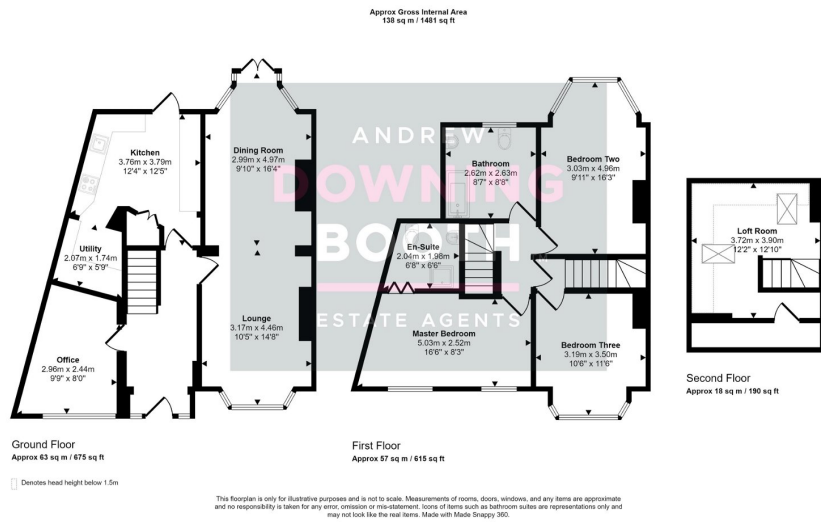 Approx Gross Internal Area
138 sq m / 1481 sq ft
Kitchen
3.76m x 3.79m
12'4" x 12'5"
Dining Room
2.99m x 4.97m
9'10" x 16'4"
Utility
2.07m x 1.74m
6'9" x 5'9"
Lounge
3.17m x 4.46m
10'5" x 14'8"
Office
2.96m x 2.44m
9'9" x 8'0"
Ground Floor
Approx 63 sq m / 675 sq ft
Denotes head height below 1.5m
ANDREW
DOWNING
BOOTH
ESTATE AGENTS
Bathroom
2.62m x 2.63m
8'7" x 8'8"
Bedroom Two
3.03m x 4.96m
9'11" x 16'3"
En-Suite
2.04m x 1.98m
6'8" x 6'6"
Master Bedroom
5.03m x 2.52m
16'6" x 8'3"
Bedroom Three
3.19m x 3.50m
10'6" x 11'6"
First Floor
Approx 57 sq m / 615 sq ft
Loft Room
3.72m x 3.90m
12'2" x 12'10"
Second Floor
Approx 18 sq m / 190 sq ft
This floorplan is only for illustrative purposes and is not to scale. Measurements of rooms, doors, windows, and any items are approximate
and no responsibility is taken for any error, omission or mis-statement. Icons of items such as bathroom suites are representations only and
may not look like the real items. Made with Made Snappy 360.